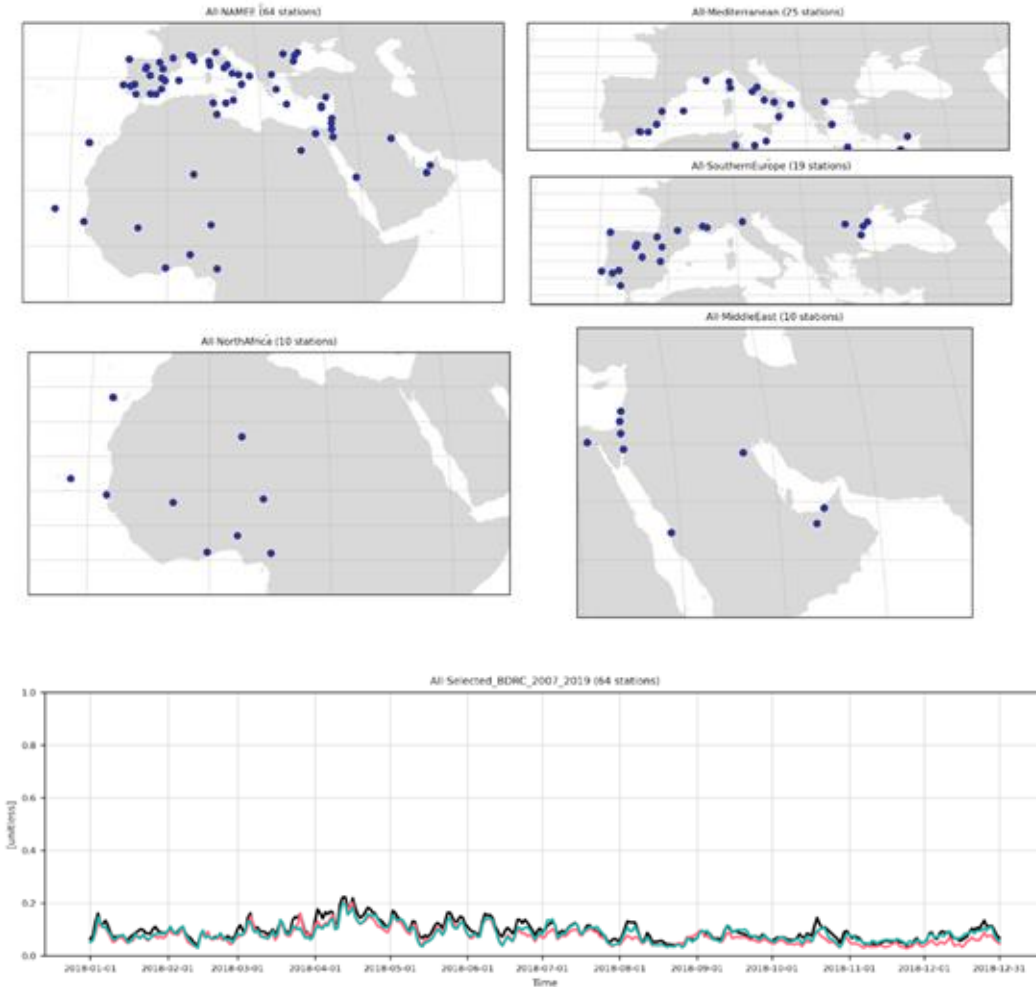 All-NAMEE (64 stations)
All-Mediterranean (25 stations)
All-SouthernEurope (19 stations)
All-NorthAfrica (10 stations)
All-MiddleEast (10 stations)
All-Selected_BDRC_2007_2019 (64 stations)
1.0
0.8
0.6
0.4
0.2
0.0
[unitless]
2018-01-01 2018-02-01 2018-03-01 2018-04-01 2018-05-01 2018-06-01 2018-07-01 2018-08-01 2018-09-01 2018-10-01 2018-11-01 2018-12-01 2018-12-31
Time